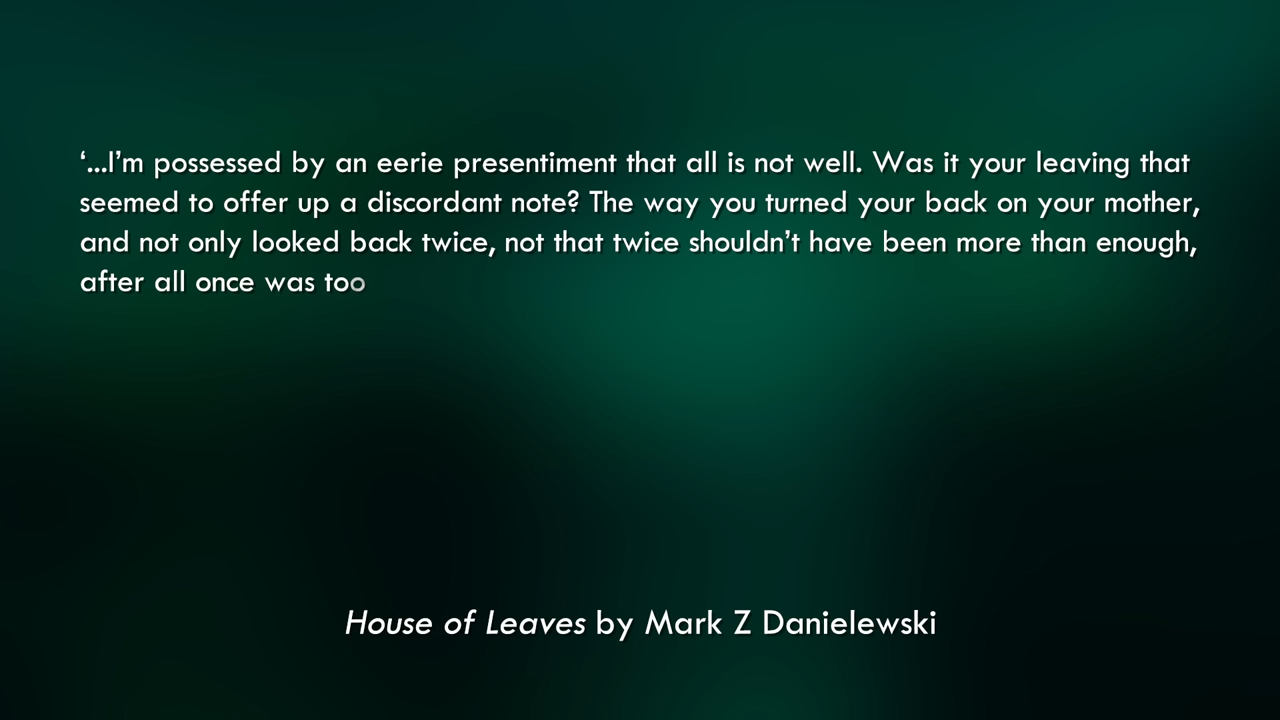 ‘...I’m possessed by an eerie presentiment that all is not well. Was it your leaving that
seemed to offer up a discordant note? The way you turned your back on your mother,
and not only looked back twice, not that twice shouldn’t have been more than enough,
after all once was too
House of Leaves by Mark Z Danielewski